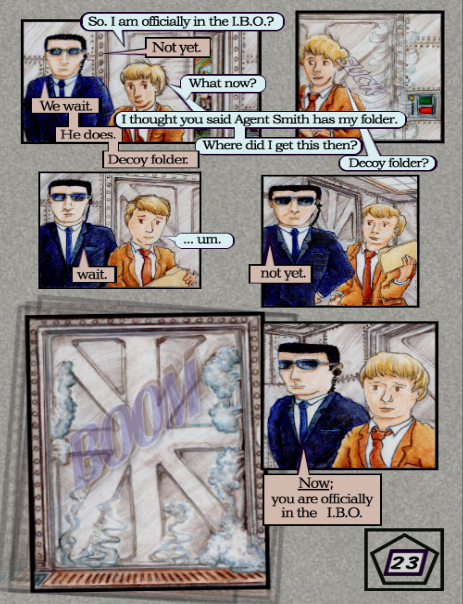 So. I am officially in the I.B.O.?
Not yet.
What now?
We wait.
I thought you said Agent Smith has my folder.
He does.
Where did I get this then?
Decoy folder.
Decoy folder?
... um.
wait.
not yet.
BOOM
Now;
you are officially
in the I.B.O.
23